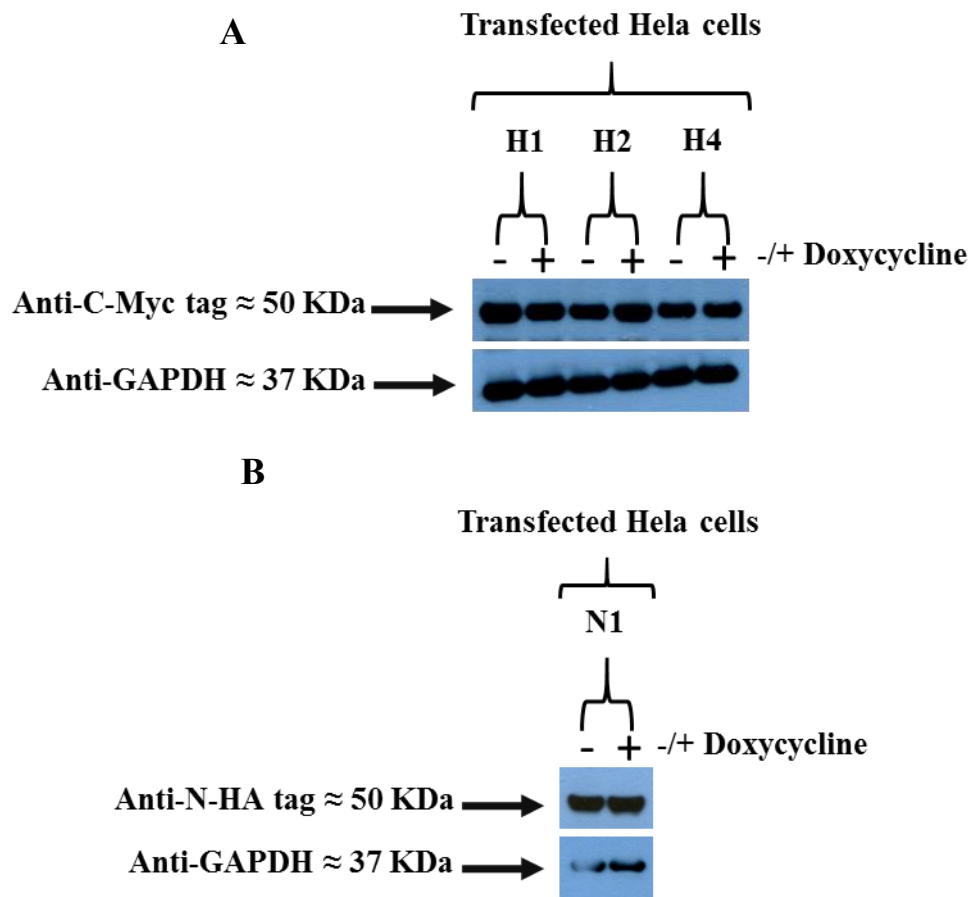 A
Transfected Hela cells
H1 H2 H4
- + - + - + -/+ Doxycycline
Anti-C-Myc tag ≈ 50 KDa
Anti-GAPDH ≈ 37 KDa
B
Transfected Hela cells
N1
- + -/+ Doxycycline
Anti-N-HA tag ≈ 50 KDa
Anti-GAPDH ≈ 37 KDa